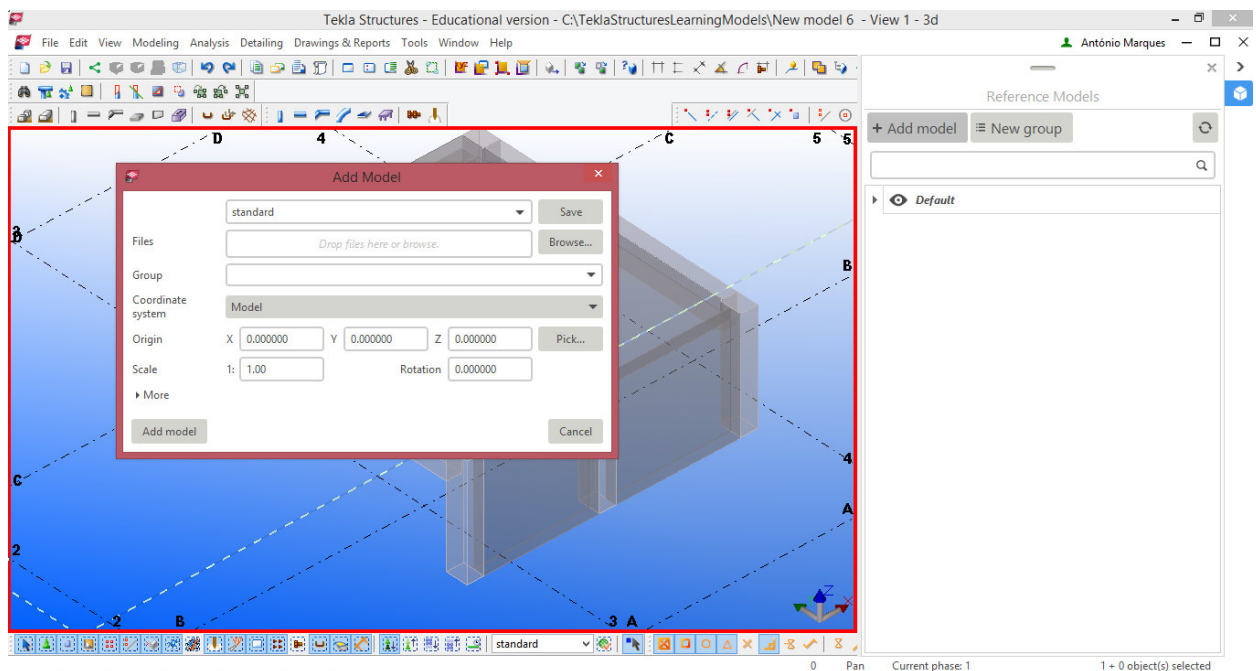 Tekla Structures - Educational version - C:\TeklaStructuresLearningModels\New model 6 - View 1 - 3d
File Edit View Modeling Analysis Detailing Drawings & Reports Tools Window Help
António Marques
Reference Models
+ Add model
New group
Default
D 4 C 5 5
3 D
B
C
4
A
2
2 B 3 A
Z
Add Model
standard
Save
Files
Drop files here or browse.
Browse...
Group
Coordinate system
Model
Origin X 0.000000 Y 0.000000 Z 0.000000 Pick...
Scale 1: 1.00 Rotation 0.000000
More
Add model
Cancel
standard
0 Pan Current phase: 1 1 + 0 object(s) selected